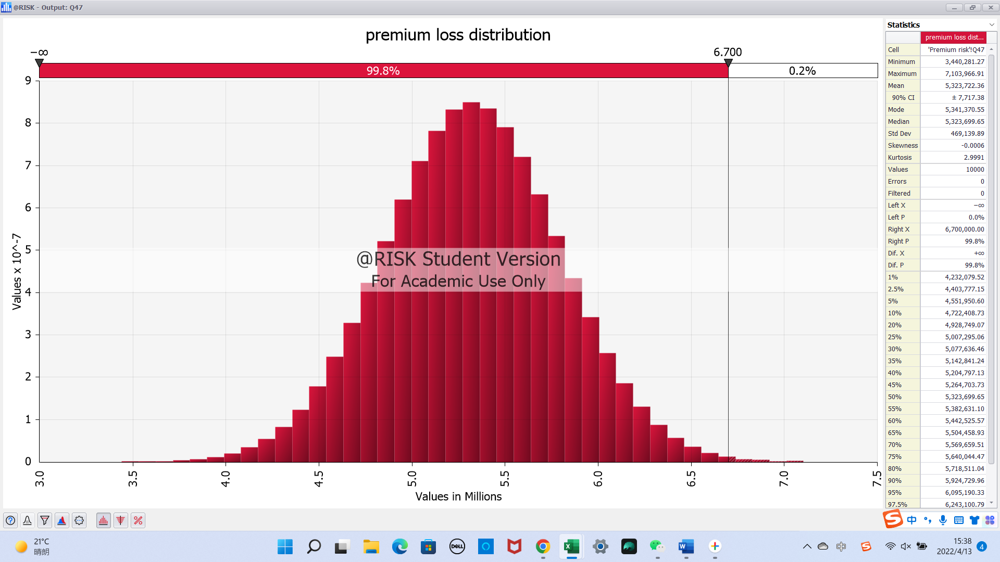 @RISK - Output: Q47
premium loss distribution
−∞
6.700
99.8%
0.2%
9
8
7
6
5
4
3
2
1
0
Values x 10^-7
@RISK Student Version
For Academic Use Only
3.0
3.5
4.0
4.5
5.0
5.5
6.0
6.5
7.0
7.5
Values in Millions
Statistics
premium loss dist...
Cell 'Premium risk'!Q47
Minimum 3,440,281.27
Maximum 7,103,966.91
Mean 5,323,722.36
90% CI ± 7,717.38
Mode 5,341,370.55
Median 5,323,699.65
Std Dev 469,139.89
Skewness -0.0006
Kurtosis 2.9991
Values 10000
Errors 0
Filtered 0
Left X −∞
Left P 0.0%
Right X 6,700,000.00
Right P 99.8%
Dif. X +∞
Dif. P 99.8%
1% 4,232,079.52
2.5% 4,403,777.15
5% 4,551,950.60
10% 4,722,408.73
20% 4,928,749.07
25% 5,007,295.06
30% 5,077,636.46
35% 5,142,841.24
40% 5,204,797.13
45% 5,264,703.73
50% 5,323,699.65
55% 5,382,631.10
60% 5,442,525.57
65% 5,504,458.93
70% 5,569,659.51
75% 5,640,044.47
80% 5,718,511.04
90% 5,924,729.96
95% 6,095,190.33
97.5% 6,243,100.79
中
21°C
晴朗
DELL
中
15:38
2022/4/13
4